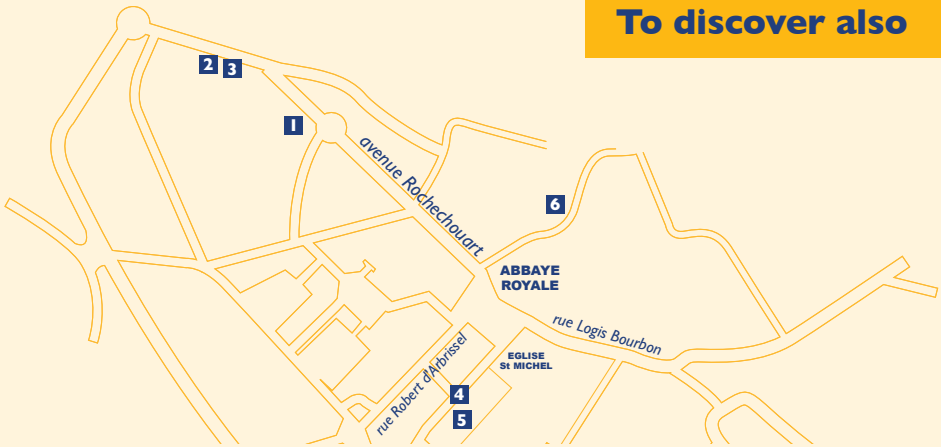 To discover also
2
3
1
avenue Rochechouart
6
ABBAYE
ROYALE
rue Logis Bourbon
rue Robert d'Arbrissel
EGLISE
St MICHEL
4
5